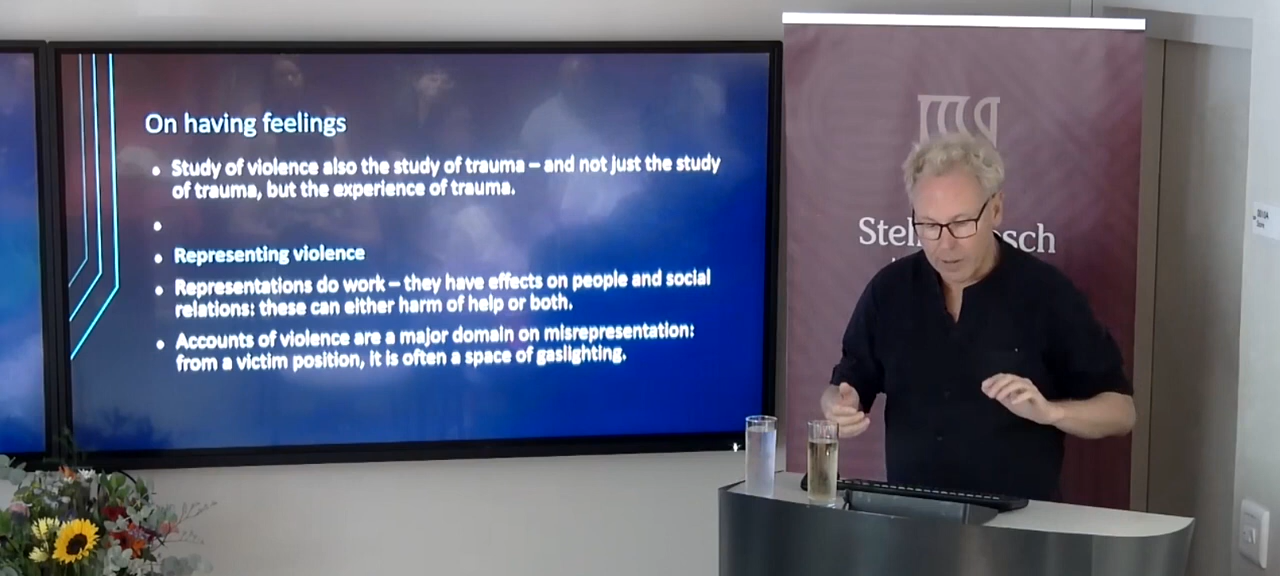 On having feelings
• Study of violence also the study of trauma – and not just the study
of trauma, but the experience of trauma.
•
• Representing violence
• Representations do work – they have effects on people and social
relations: these can either harm of help or both.
• Accounts of violence are a major domain on misrepresentation:
from a victim position, it is often a space of gaslighting.